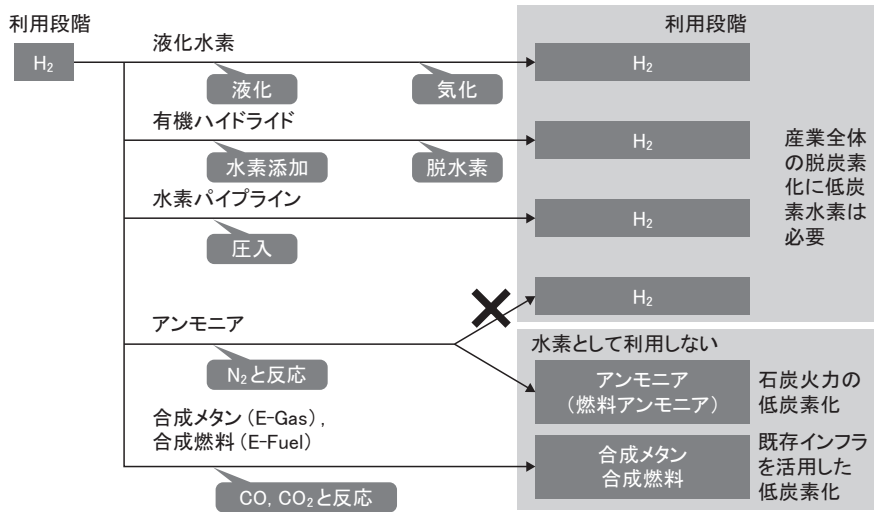 利用段階
H₂
液化水素
液化
気化
有機ハイドライド
水素添加
脱水素
水素パイプライン
圧入
アンモニア
N₂と反応
合成メタン（E-Gas），
合成燃料（E-Fuel）
CO, CO₂と反応
利用段階
H₂
H₂
H₂
H₂
産業全体
の脱炭素
化に低炭
素水素は
必要
水素として利用しない
アンモニア
（燃料アンモニア）
石炭火力の
低炭素化
合成メタン
合成燃料
既存インフラ
を活用した
低炭素化